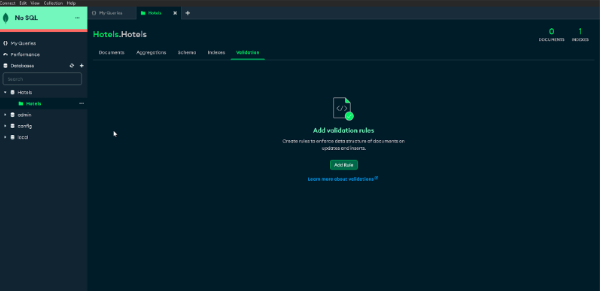 Connect Edit View Collection Help
No SQL
My Queries
Hotels
Hotels.Hotels
0
DOCUMENTS
1
INDEXES
My Queries
Performance
Databases
Search
Hotels
Hotels
admin
config
local
Documents Aggregations Schema Indexes Validation
Add validation rules
Create rules to enforce data structure of documents on
updates and inserts.
Add Rule
Learn more about validations